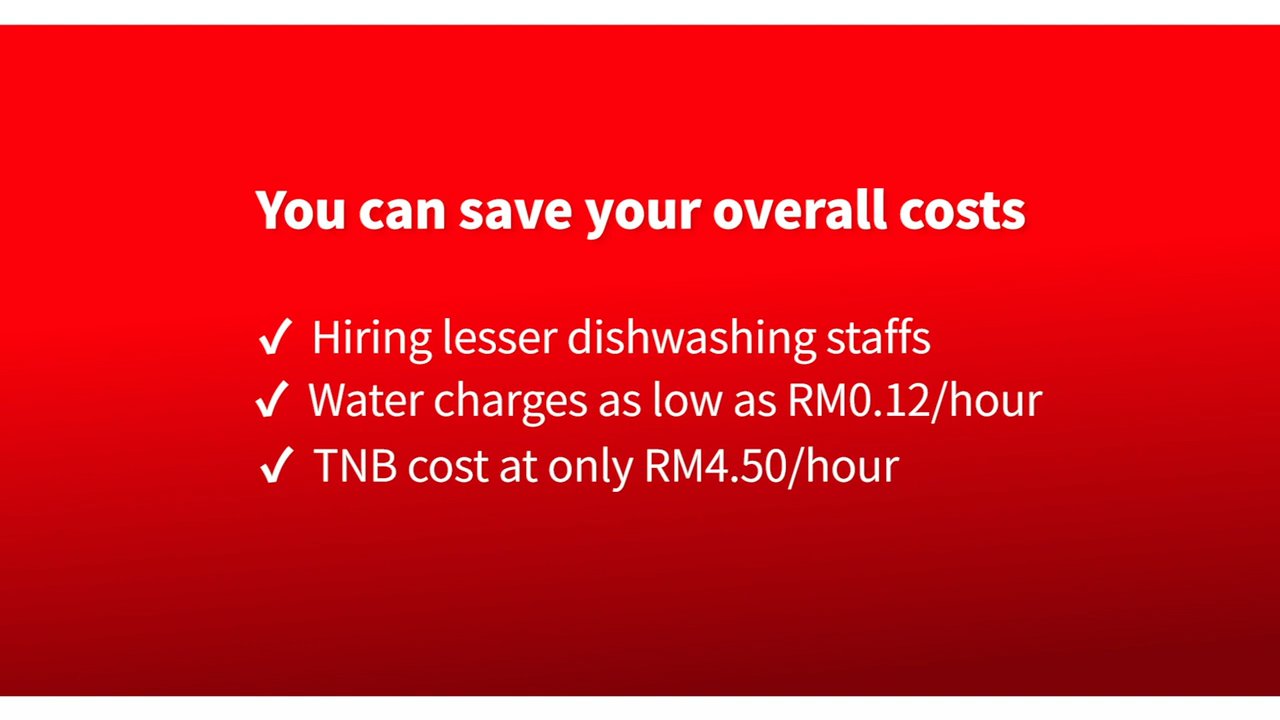 You can save your overall costs
✓ Hiring lesser dishwashing staffs
✓ Water charges as low as RM0.12/hour
✓ TNB cost at only RM4.50/hour